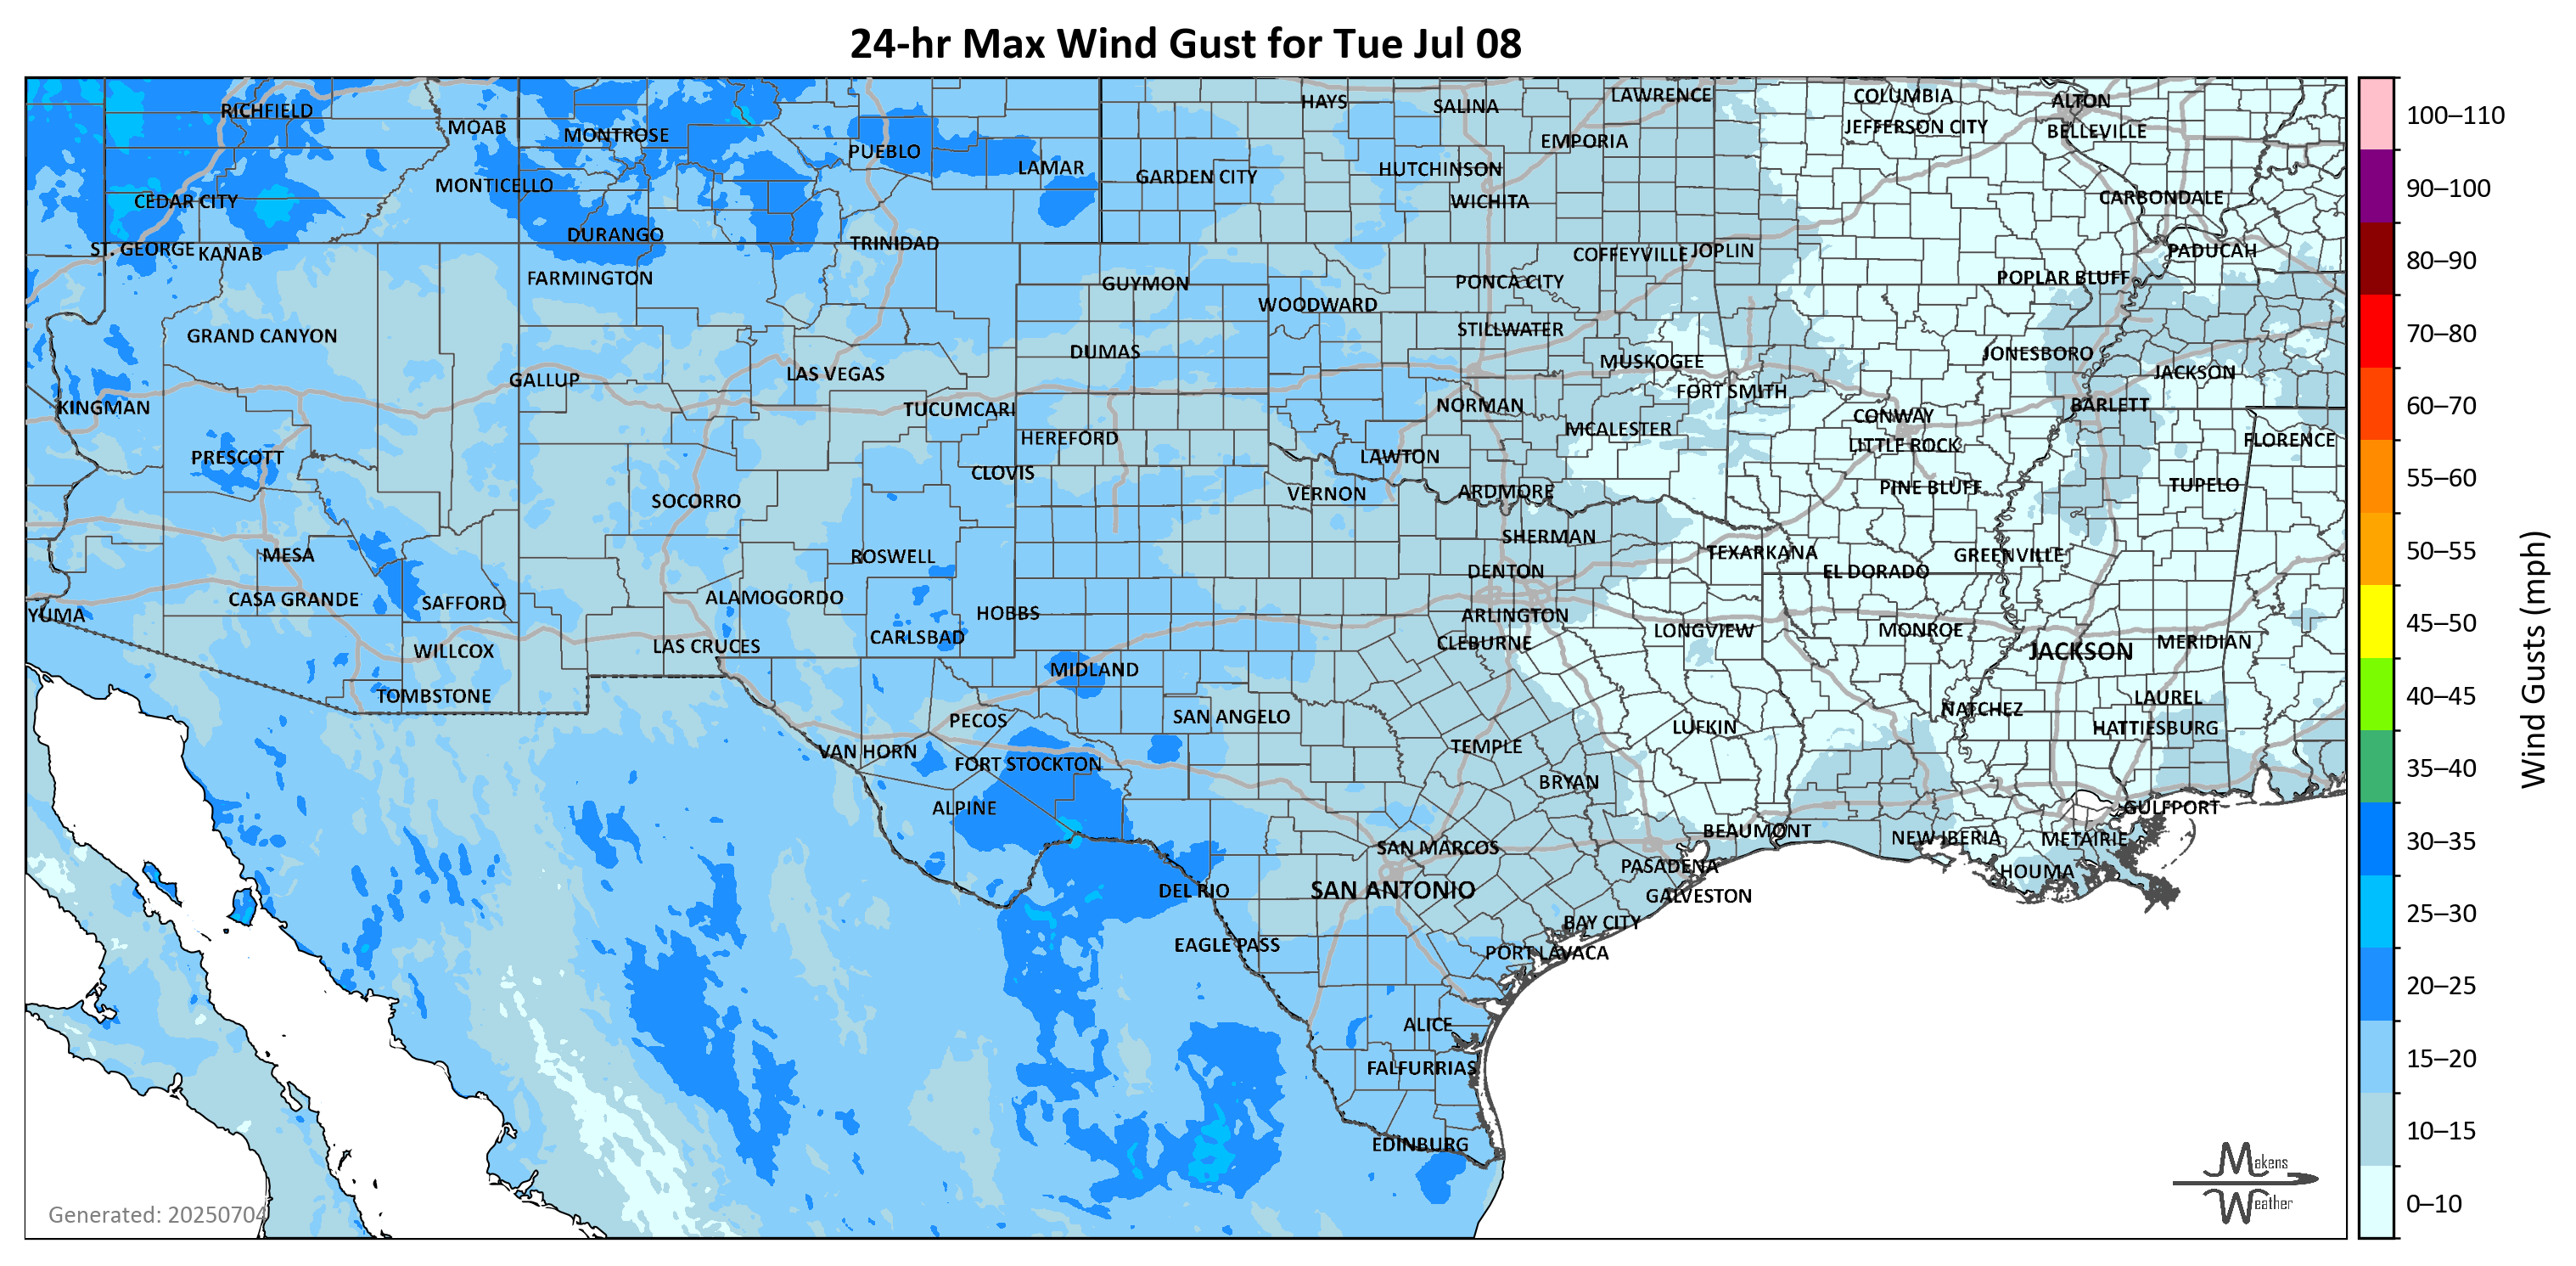 24-hr Max Wind Gust for Tue Jul 08
HAYS
SALINA
LAWRENCE
COLUMBIA
ALTON
RICHFIELD
MOAB
MONTROSE
EMPORIA
JEFFERSON CITY
BELLEVILLE
PUEBLO
LAMAR
GARDEN CITY
HUTCHINSON
MONTICELLO
CEDAR CITY
WICHITA
CARBONDALE
DURANGO
TRINIDAD
ST. GEORGE
KANAB
COFFEYVILLE
JOPLIN
PADUCAH
FARMINGTON
GUYMON
PONCA CITY
POPLAR BLUFF
WOODWARD
GRAND CANYON
STILLWATER
DUMAS
MUSKOGEE
JONESBORO
GALLUP
LAS VEGAS
JACKSON
FORT SMITH
KINGMAN
TUCUMCARI
NORMAN
CONWAY
BARLETT
HEREFORD
MCALESTER
LITTLE ROCK
FLORENCE
PRESCOTT
CLOVIS
LAWTON
SOCORRO
VERNON
ARDMORE
PINE BLUFF
TUPELO
MESA
ROSWELL
SHERMAN
TEXARKANA
GREENVILLE
DENTON
EL DORADO
CASA GRANDE
SAFFORD
ALAMOGORDO
HOBBS
ARLINGTON
YUMA
CARLSBAD
CLEBURNE
LONGVIEW
MONROE
MERIDIAN
WILLCOX
LAS CRUCES
JACKSON
MIDLAND
TOMBSTONE
LAUREL
PECOS
SAN ANGELO
NATCHEZ
HATTIESBURG
LUFKIN
VAN HORN
FORT STOCKTON
TEMPLE
BRYAN
ALPINE
GULFPORT
SAN MARCOS
BEAUMONT
NEW IBERIA
METAIRIE
PASADENA
HOUMA
DEL RIO
SAN ANTONIO
GALVESTON
BAY CITY
EAGLE PASS
PORT LAVACA
ALICE
FALFURRIAS
EDINBURG
Generated: 20250704
Makens
Weather
100–110
90–100
80–90
70–80
60–70
55–60
50–55
45–50
40–45
35–40
30–35
25–30
20–25
15–20
10–15
0–10
Wind Gusts (mph)